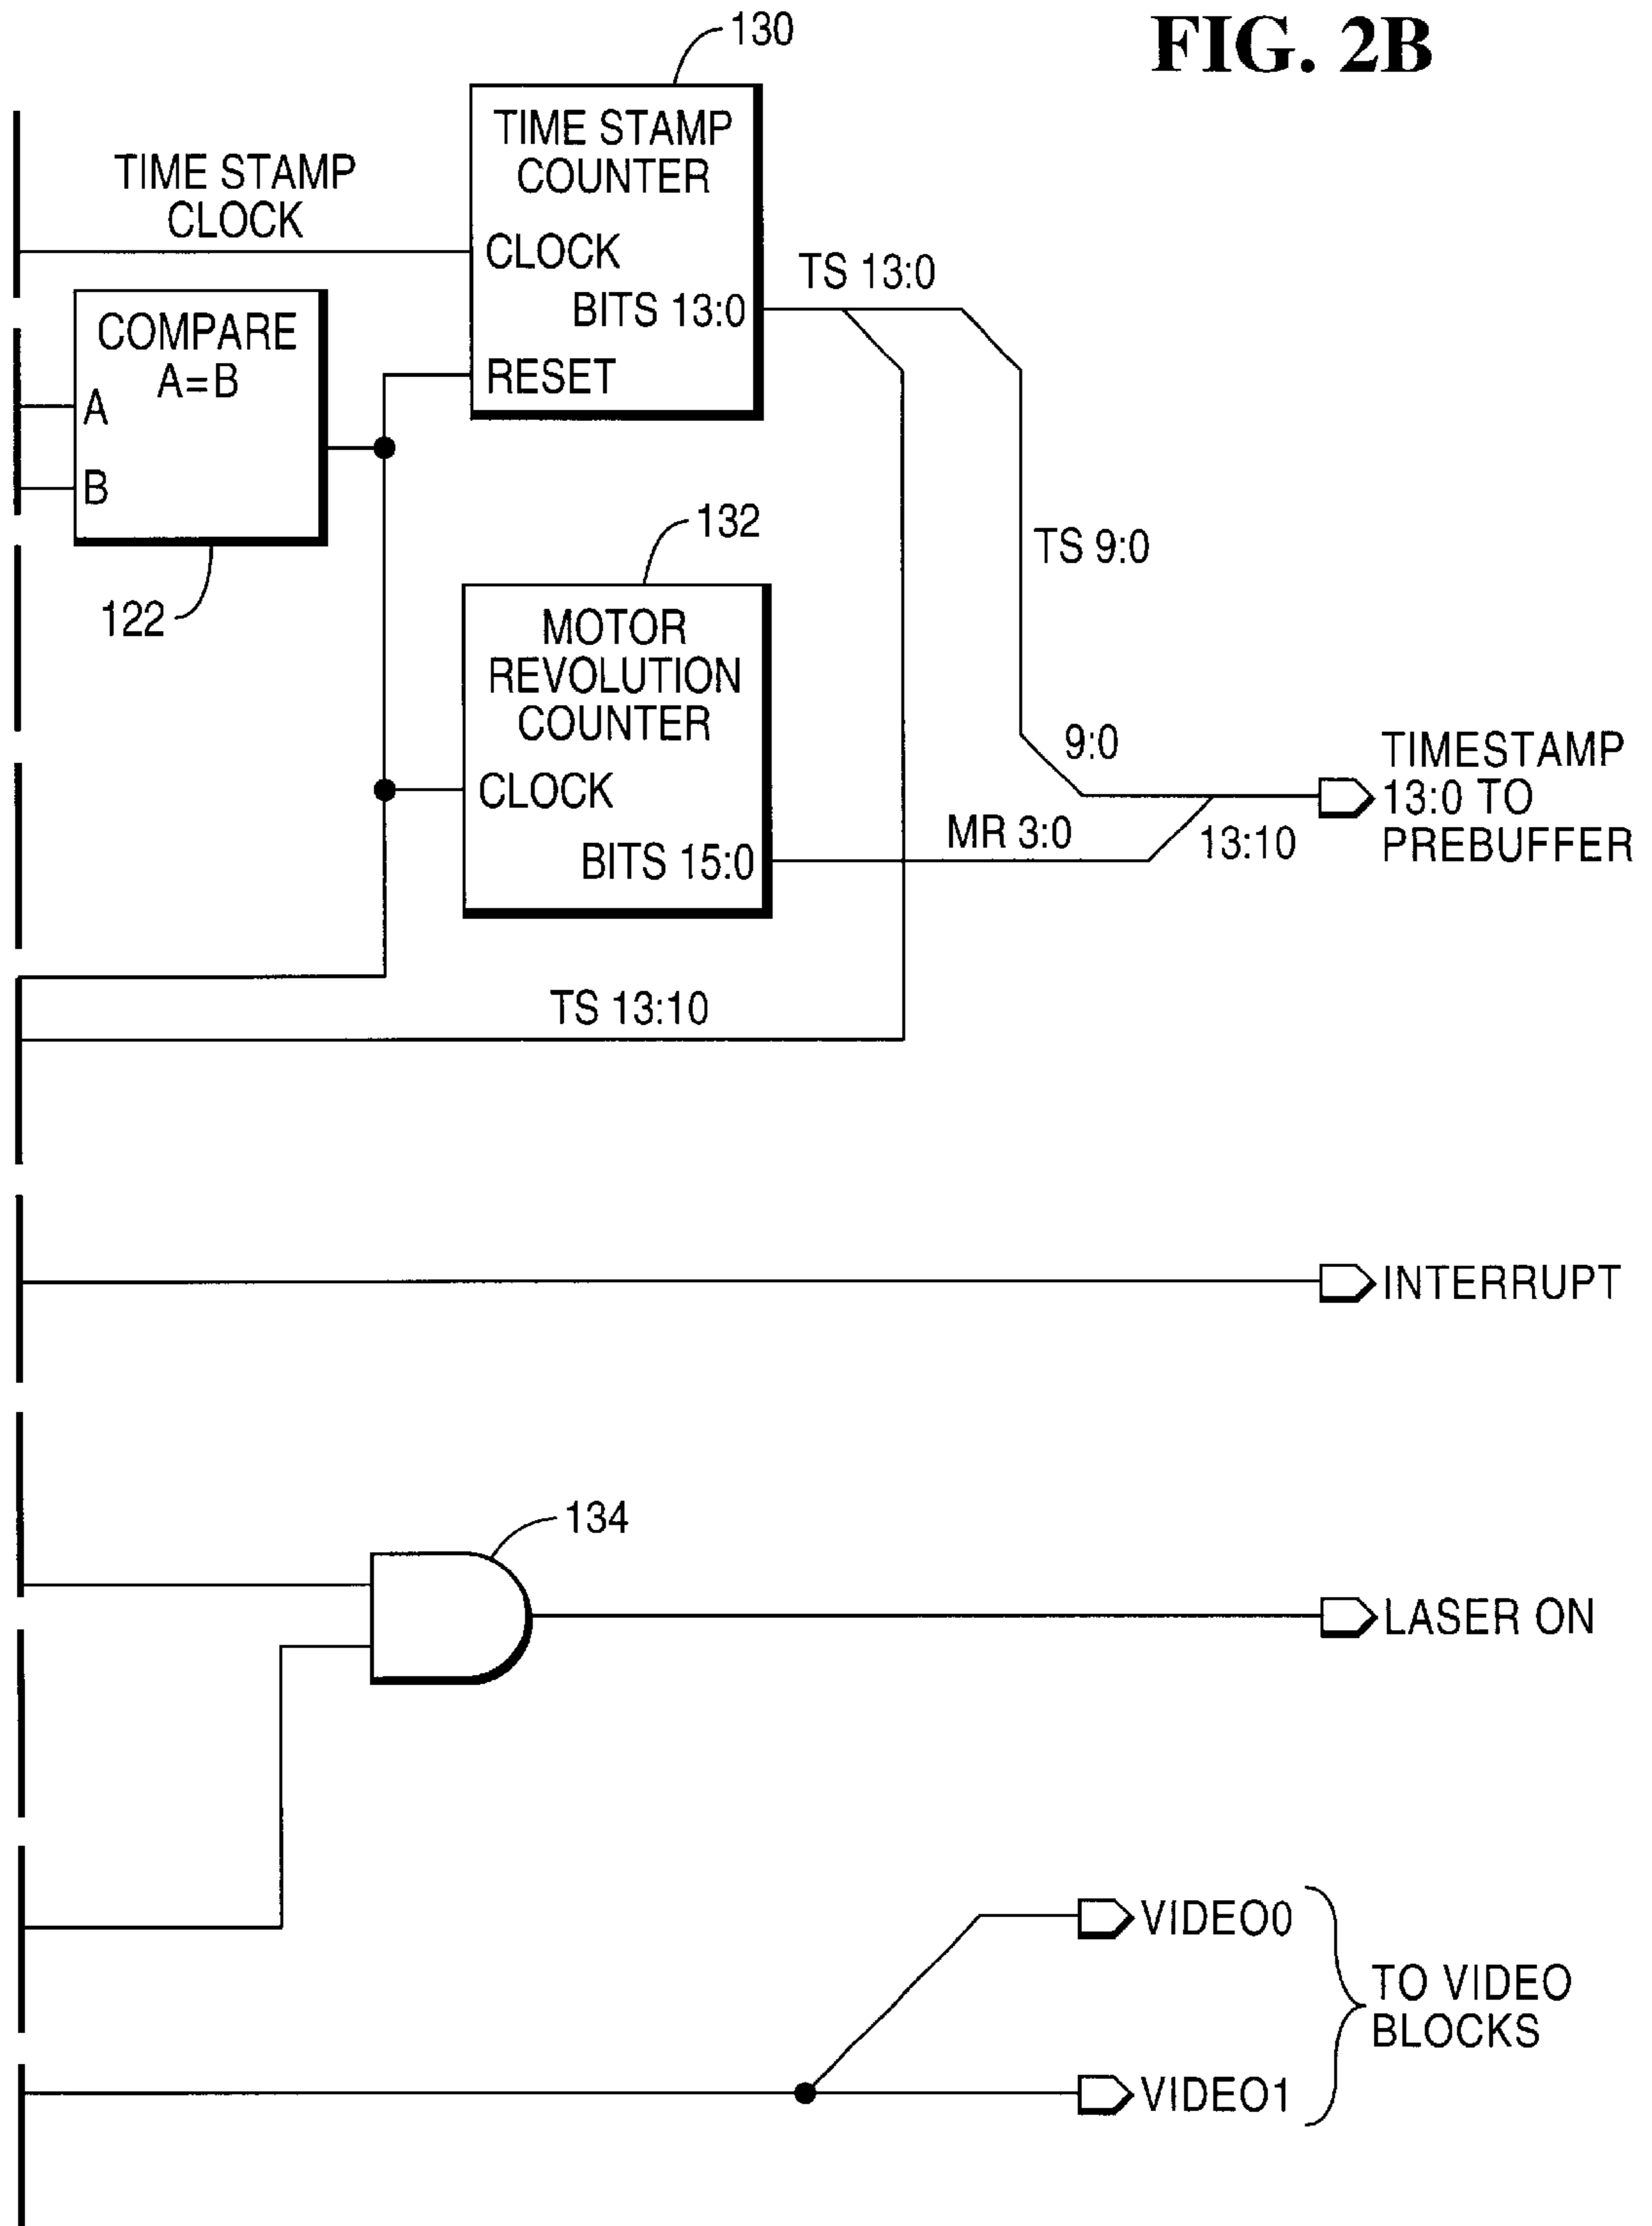 FIG. 2B
130
TIME STAMP
COUNTER
TIME STAMP
CLOCK
CLOCK
BITS 13:0
RESET
TS 13:0
COMPARE
A=B
A
B
122
TS 9:0
132
MOTOR
REVOLUTION
COUNTER
CLOCK
BITS 15:0
9:0
MR 3:0
13:10
TIMESTAMP
13:0 TO
PREBUFFER
TS 13:10
INTERRUPT
134
LASER ON
VIDEO0
VIDEO1
TO VIDEO
BLOCKS